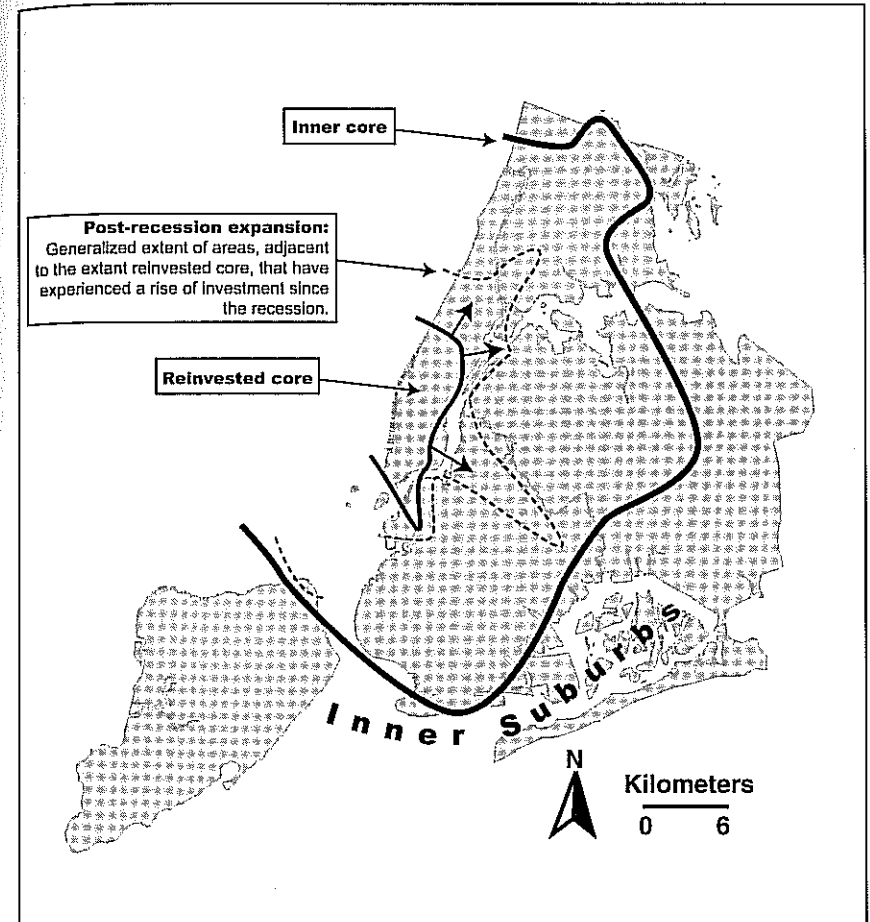 Inner core
Post-recession expansion:
Generalized extent of areas, adjacent
to the extant reinvested core, that have
experienced a rise of investment since
the recession.
Reinvested core
Inner Suburbs
N
Kilometers
0 6